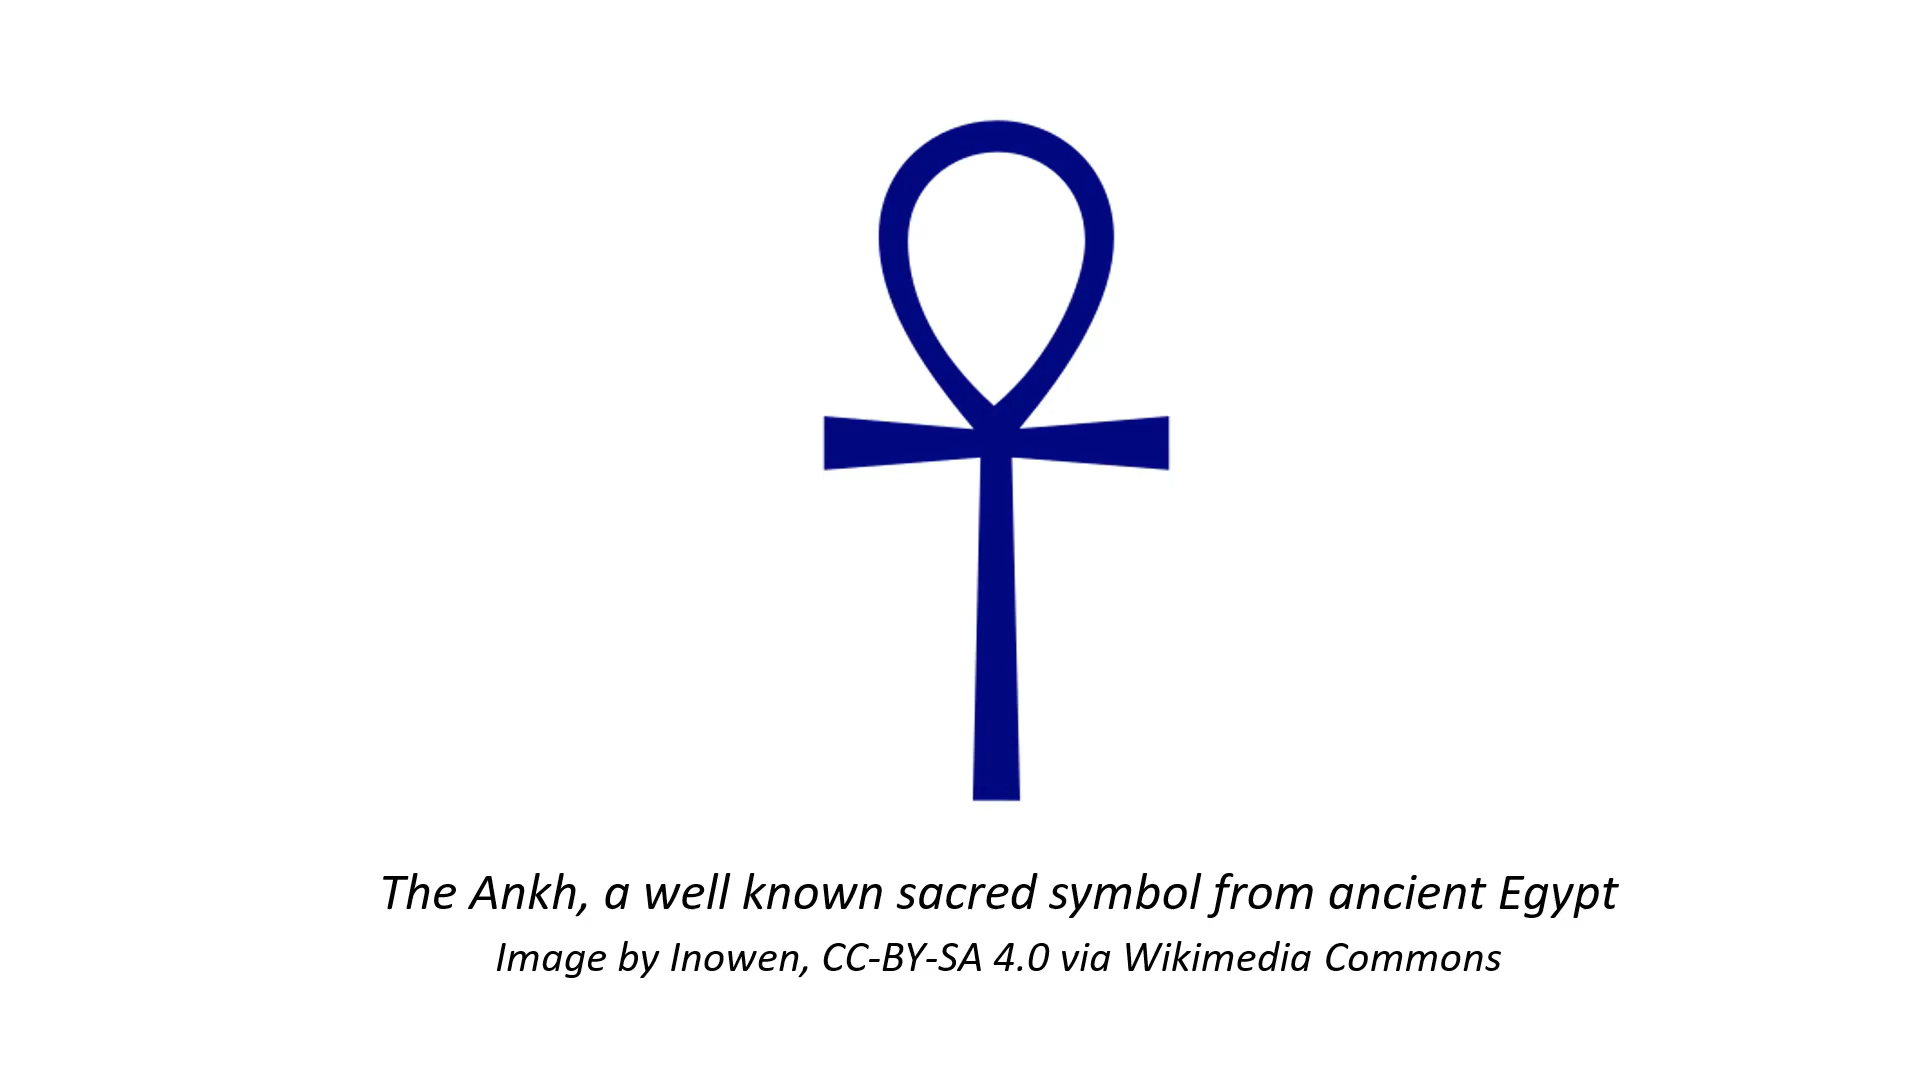 The Ankh, a well known sacred symbol from ancient Egypt
Image by Inowen, CC-BY-SA 4.0 via Wikimedia Commons